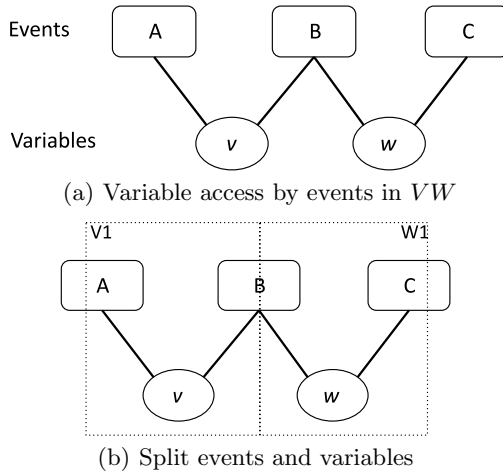 Events A B C
Variables v w
(a) Variable access by events in VW
V1 W1
A B C
v w
(b) Split events and variables